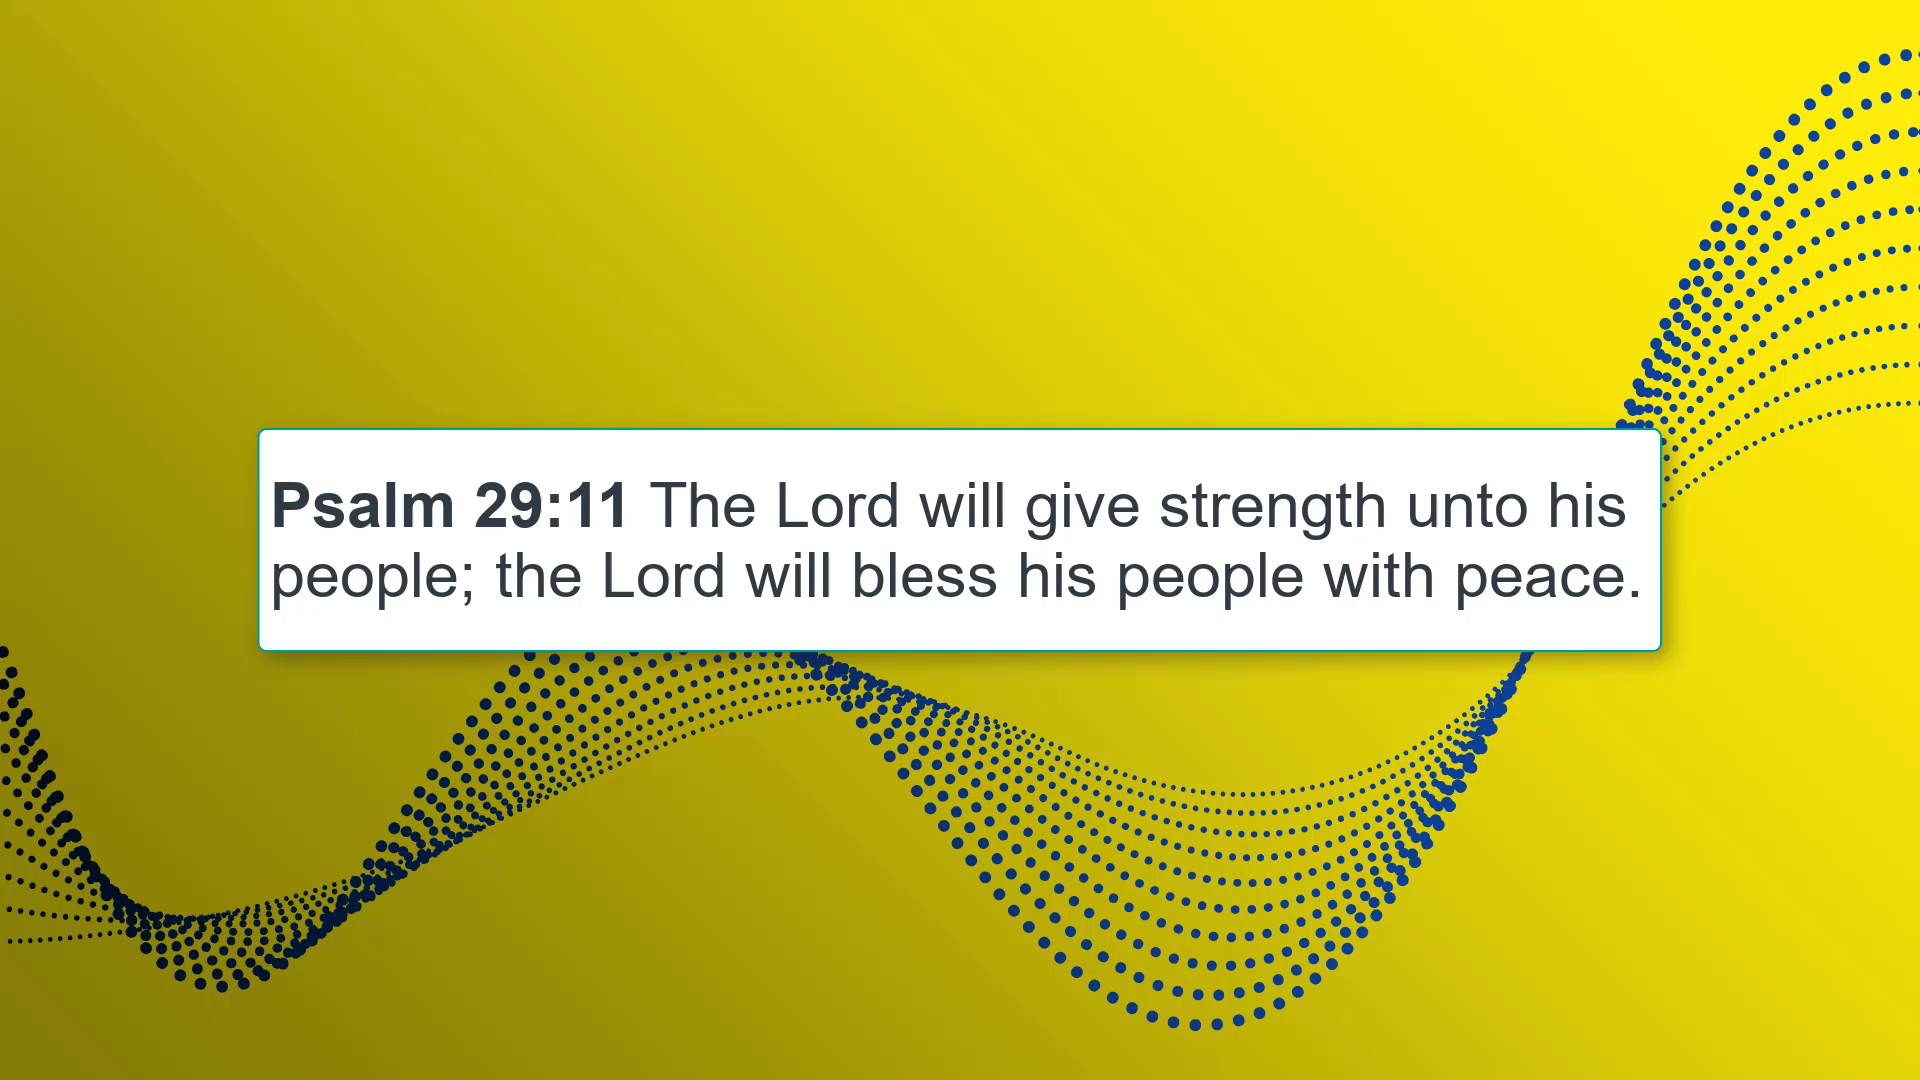 Psalm 29:11 The Lord will give strength unto his
people; the Lord will bless his people with peace.